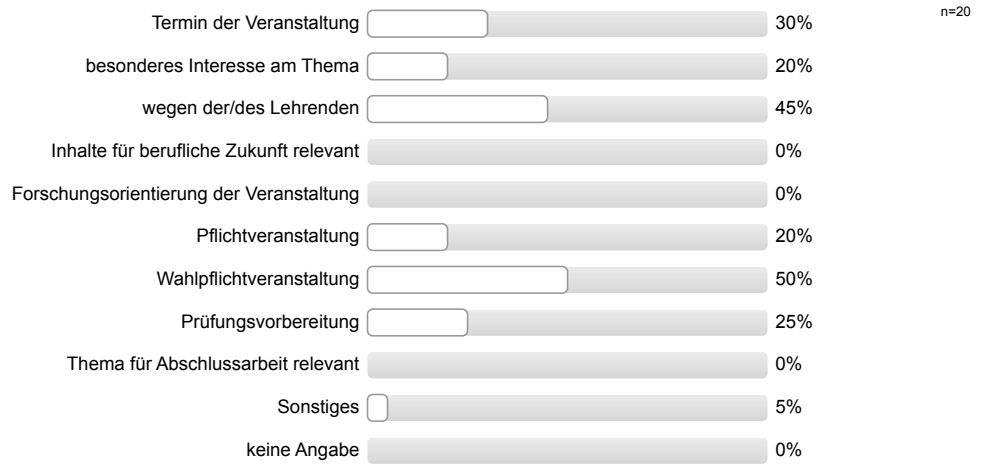 n=20
Termin der Veranstaltung 30%
besonderes Interesse am Thema 20%
wegen der/des Lehrenden 45%
Inhalte für berufliche Zukunft relevant 0%
Forschungsorientierung der Veranstaltung 0%
Pflichtveranstaltung 20%
Wahlpflichtveranstaltung 50%
Prüfungsvorbereitung 25%
Thema für Abschlussarbeit relevant 0%
Sonstiges 5%
keine Angabe 0%